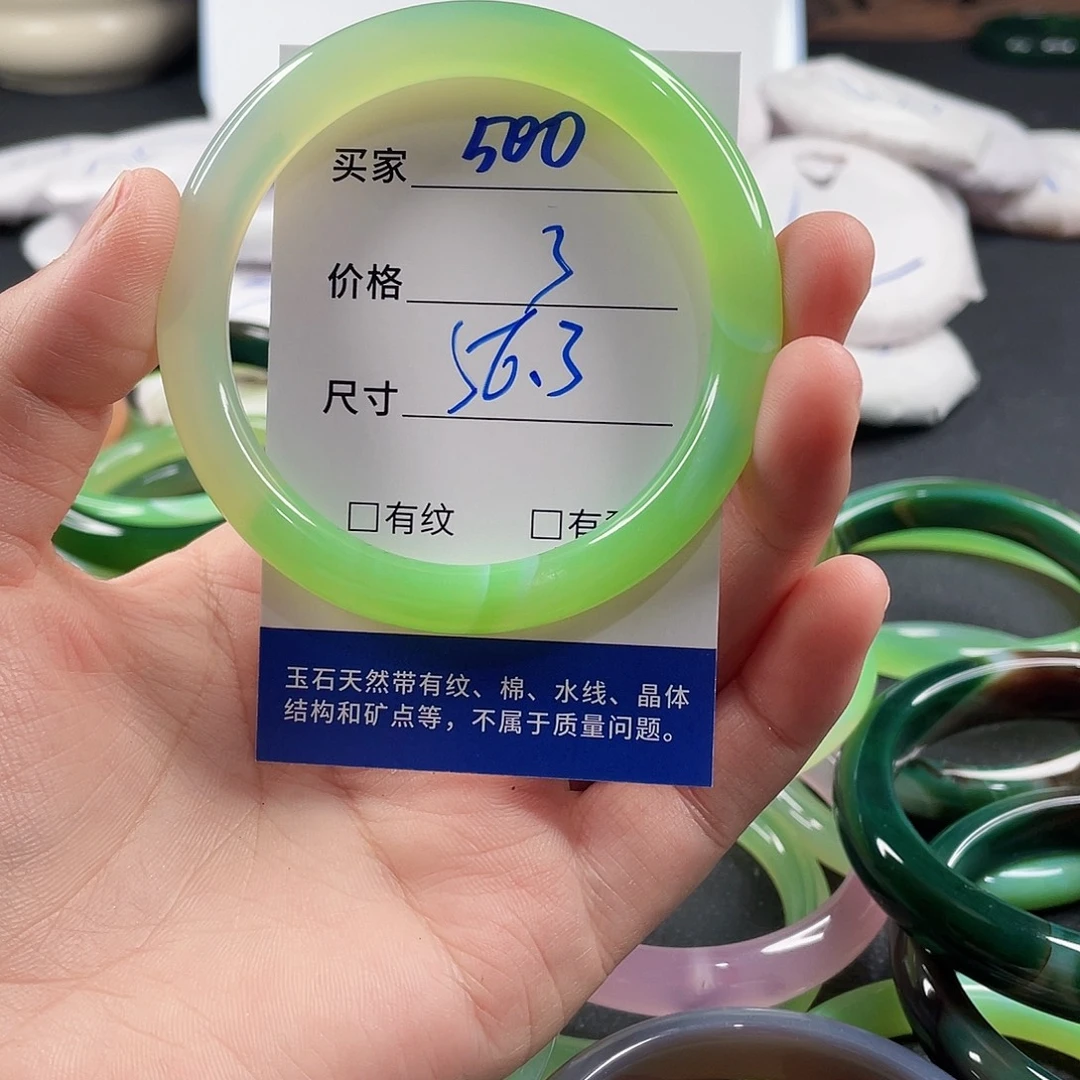 买家 500
价格 3
尺寸 56.3
□有纹 □有
玉石天然带有纹、棉、水线、晶体
结构和矿点等，不属于质量问题。